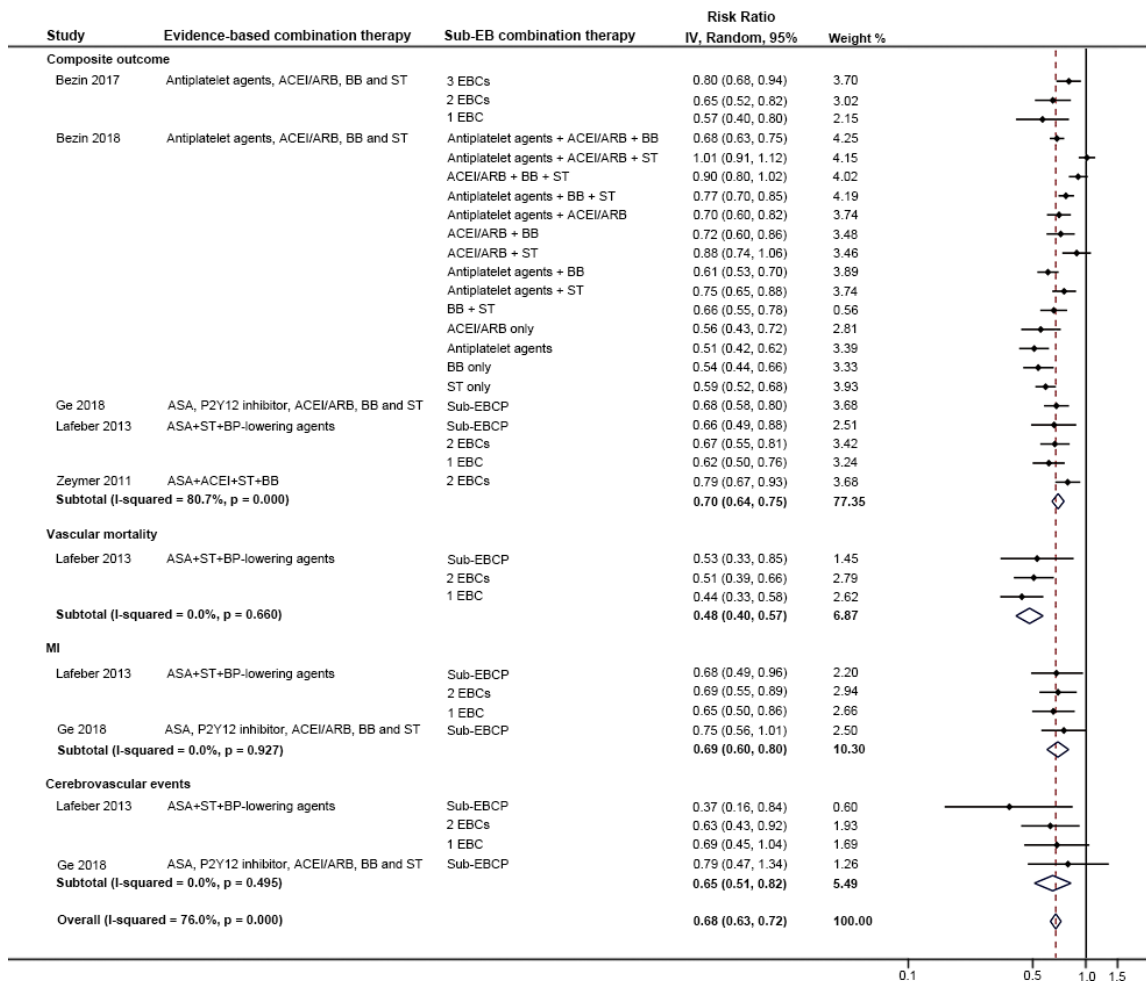 Risk Ratio
Study Evidence-based combination therapy Sub-EB combination therapy IV, Random, 95% Weight %
Composite outcome
Bezin 2017 Antiplatelet agents, ACEI/ARB, BB and ST 3 EBCs 0.80 (0.68, 0.94) 3.70
2 EBCs 0.65 (0.52, 0.82) 3.02
1 EBC 0.57 (0.40, 0.80) 2.15
Bezin 2018 Antiplatelet agents, ACEI/ARB, BB and ST Antiplatelet agents + ACEI/ARB + BB 0.68 (0.63, 0.75) 4.25
Antiplatelet agents + ACEI/ARB + ST 1.01 (0.91, 1.12) 4.15
ACEI/ARB + BB + ST 0.90 (0.80, 1.02) 4.02
Antiplatelet agents + BB + ST 0.77 (0.70, 0.85) 4.19
Antiplatelet agents + ACEI/ARB 0.70 (0.60, 0.82) 3.74
ACEI/ARB + BB 0.72 (0.60, 0.86) 3.48
ACEI/ARB + ST 0.88 (0.74, 1.06) 3.46
Antiplatelet agents + BB 0.61 (0.53, 0.70) 3.89
Antiplatelet agents + ST 0.75 (0.65, 0.88) 3.74
BB + ST 0.66 (0.55, 0.78) 0.56
ACEI/ARB only 0.56 (0.43, 0.72) 2.81
Antiplatelet agents 0.51 (0.42, 0.62) 3.39
BB only 0.54 (0.44, 0.66) 3.33
ST only 0.59 (0.52, 0.68) 3.93
Ge 2018 ASA, P2Y12 inhibitor, ACEI/ARB, BB and ST Sub-EBCP 0.68 (0.58, 0.80) 3.68
Lafeber 2013 ASA+ST+BP-lowering agents Sub-EBCP 0.66 (0.49, 0.88) 2.51
2 EBCs 0.67 (0.55, 0.81) 3.42
1 EBC 0.62 (0.50, 0.76) 3.24
Zeymer 2011 ASA+ACEI+ST+BB 2 EBCs 0.79 (0.67, 0.93) 3.68
Subtotal (I-squared = 80.7%, p = 0.000) 0.70 (0.64, 0.75) 77.35
Vascular mortality
Lafeber 2013 ASA+ST+BP-lowering agents Sub-EBCP 0.53 (0.33, 0.85) 1.45
2 EBCs 0.51 (0.39, 0.66) 2.79
1 EBC 0.44 (0.33, 0.58) 2.62
Subtotal (I-squared = 0.0%, p = 0.660) 0.48 (0.40, 0.57) 6.87
MI
Lafeber 2013 ASA+ST+BP-lowering agents Sub-EBCP 0.68 (0.49, 0.96) 2.20
2 EBCs 0.69 (0.55, 0.89) 2.94
1 EBC 0.65 (0.50, 0.86) 2.66
Ge 2018 ASA, P2Y12 inhibitor, ACEI/ARB, BB and ST Sub-EBCP 0.75 (0.56, 1.01) 2.50
Subtotal (I-squared = 0.0%, p = 0.927) 0.69 (0.60, 0.80) 10.30
Cerebrovascular events
Lafeber 2013 ASA+ST+BP-lowering agents Sub-EBCP 0.37 (0.16, 0.84) 0.60
2 EBCs 0.63 (0.43, 0.92) 1.93
1 EBC 0.69 (0.45, 1.04) 1.69
Ge 2018 ASA, P2Y12 inhibitor, ACEI/ARB, BB and ST Sub-EBCP 0.79 (0.47, 1.34) 1.26
Subtotal (I-squared = 0.0%, p = 0.495) 0.65 (0.51, 0.82) 5.49
Overall (I-squared = 76.0%, p = 0.000) 0.68 (0.63, 0.72) 100.00
0.1 0.5 1.0 1.5